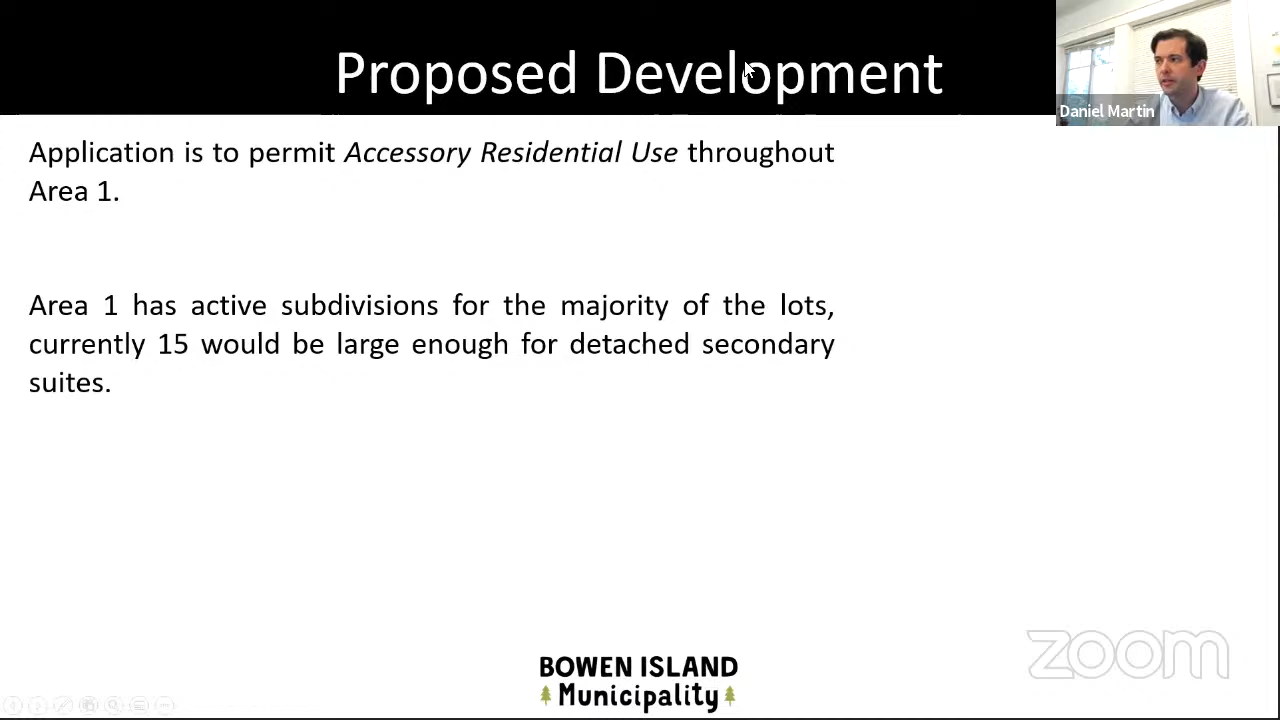 Proposed Development
Daniel Martin
Application is to permit Accessory Residential Use throughout
Area 1.
Area 1 has active subdivisions for the majority of the lots,
currently 15 would be large enough for detached secondary
suites.
zoom
BOWEN ISLAND
Municipality